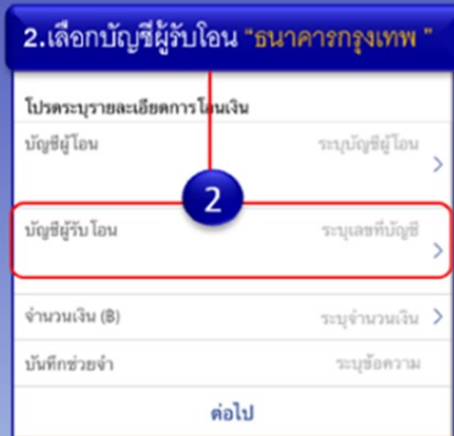 2.เลือกบัญชีผู้รับโอน "ธนาคารกรุงเทพ "
โปรดระบุรายละเอียดการโอนเงิน
บัญชีผู้โอน ระบุบัญชีผู้โอน
2
บัญชีผู้รับโอน ระบุเลขที่บัญชี
จำนวนเงิน (฿) ระบุจำนวนเงิน
บันทึกช่วยจำ ระบุข้อความ
ต่อไป